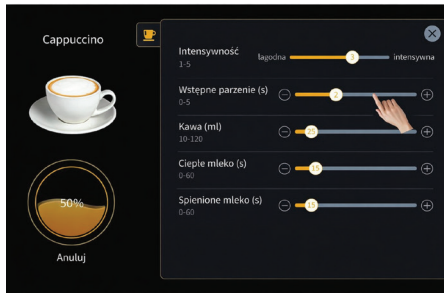 Cappuccino
Intensywność
1-5
łagodna
3
intensywna
Wstępne parzenie (s)
0-5
2
Kawa (ml)
10-120
25
Ciepłe mleko (s)
0-60
15
Spienione mleko (s)
0-60
15
50%
Anuluj